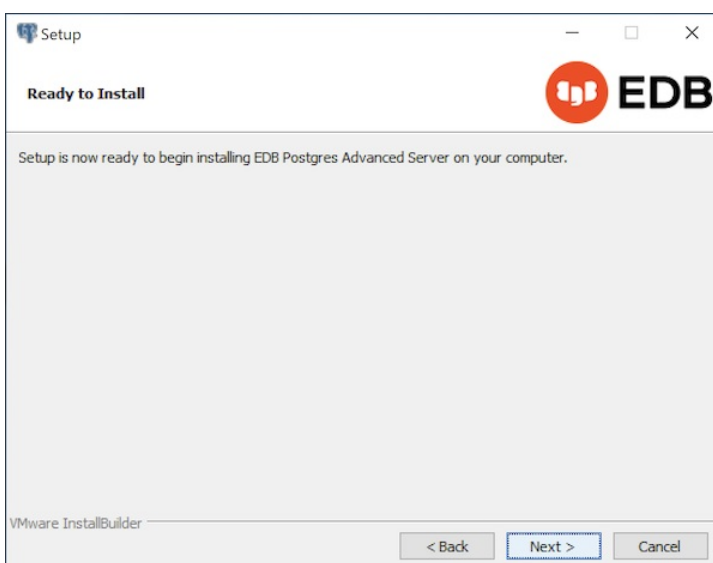 Setup
Ready to Install
EDB
Setup is now ready to begin installing EDB Postgres Advanced Server on your computer.
VMware InstallBuilder
< Back
Next >
Cancel